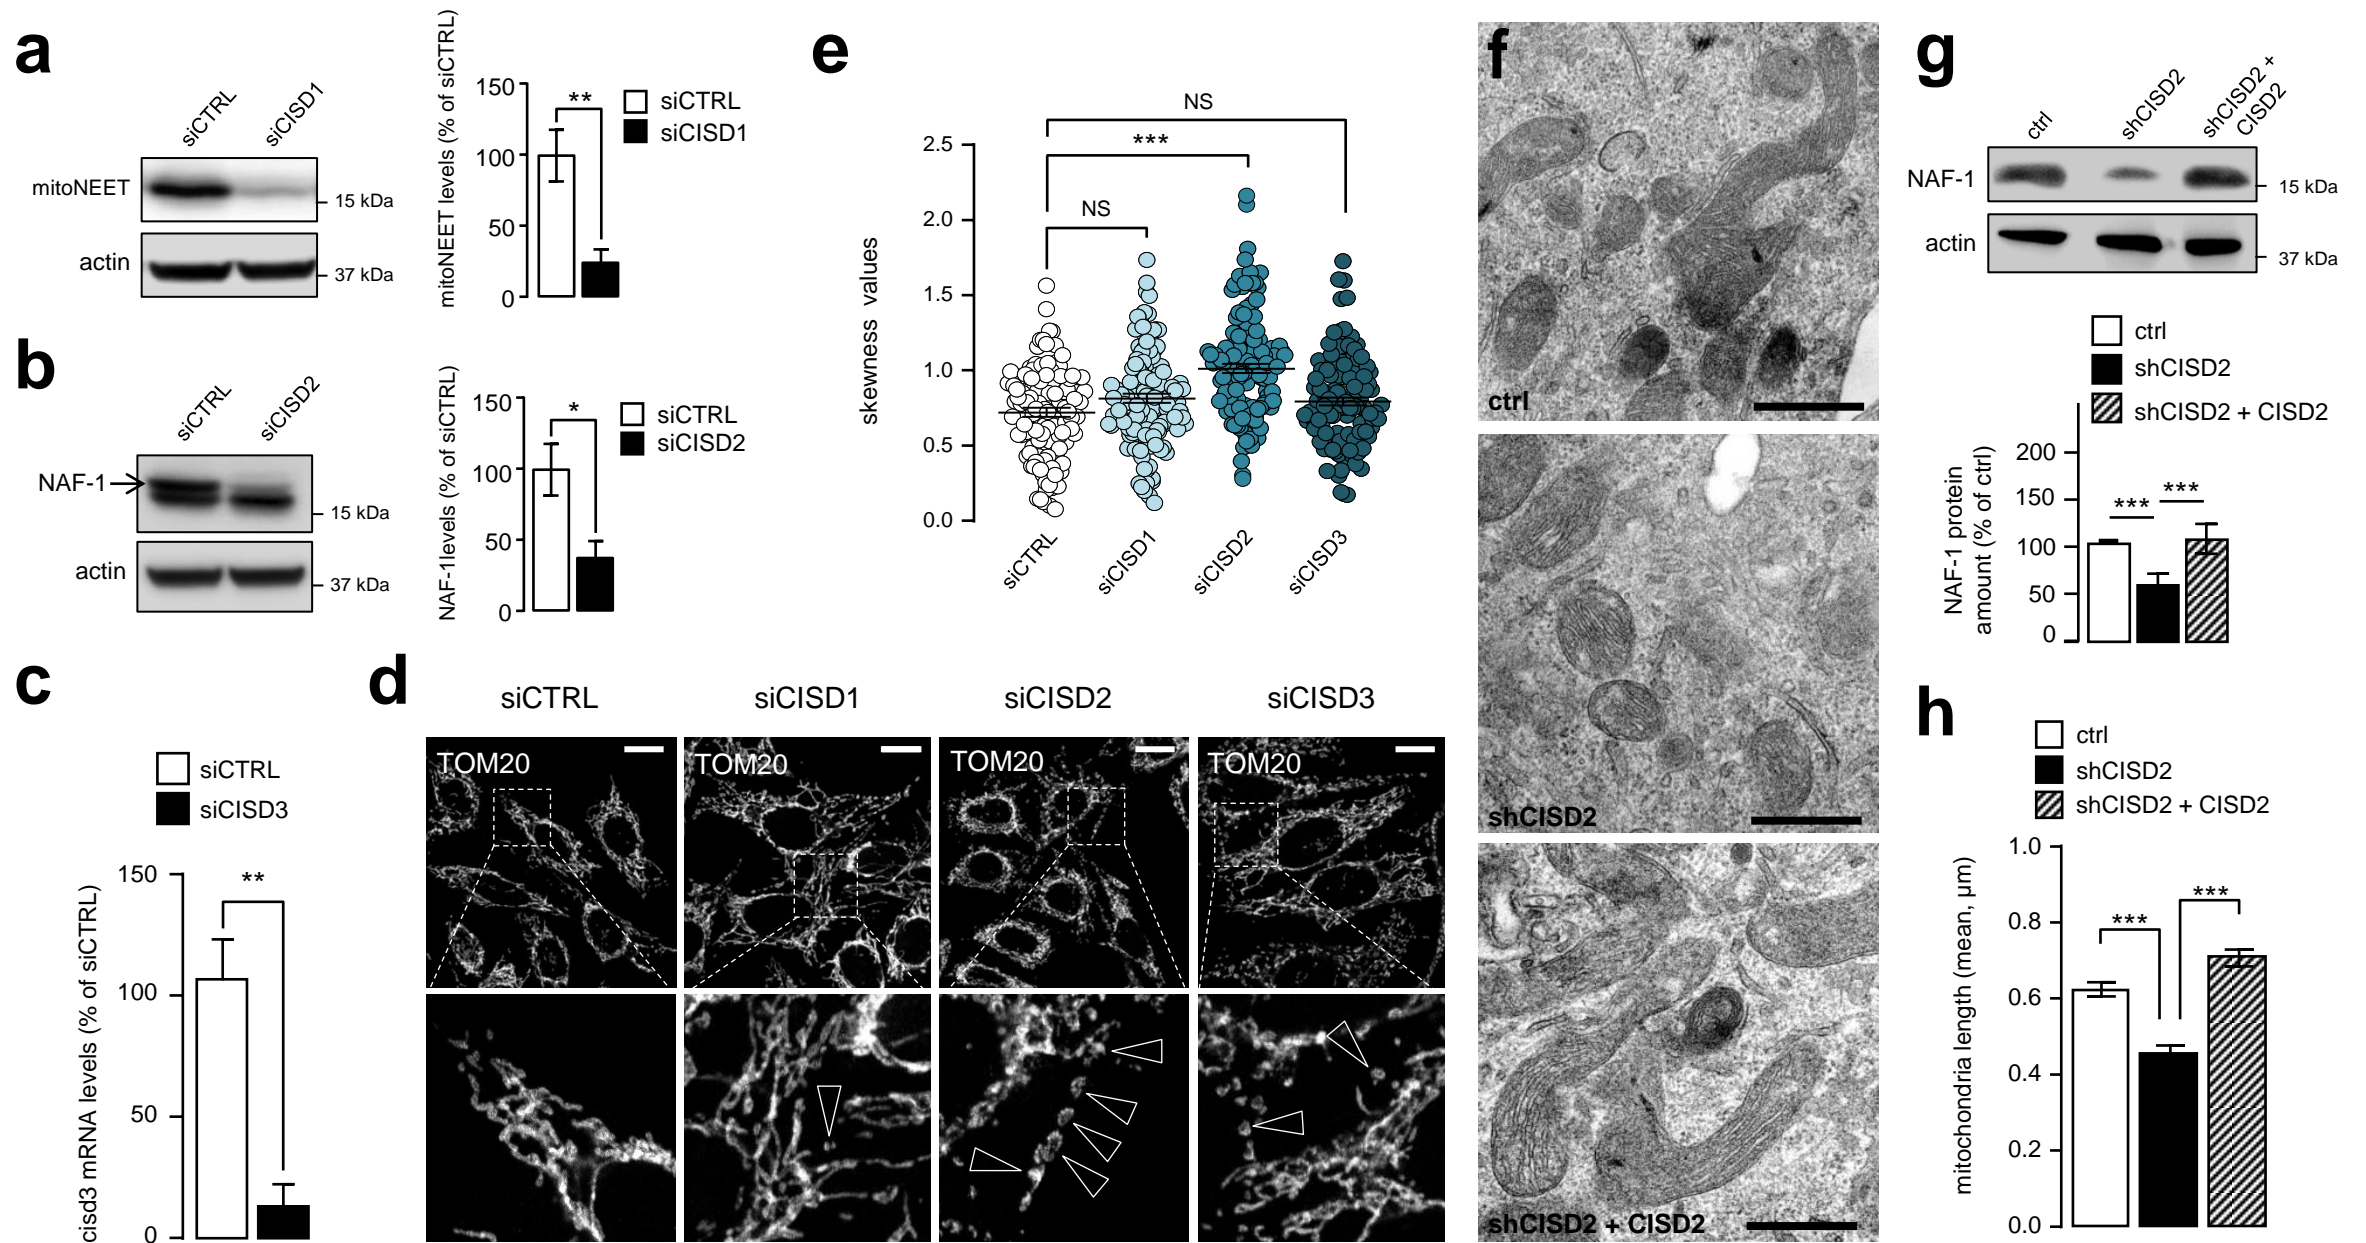 a
siCTRL
siCISD1
mitoNEET
15 kDa
actin
37 kDa
mitoNEET levels (% of siCTRL)
150
100
50
0
**
siCTRL
siCISD1
b
siCTRL
siCISD2
NAF-1
15 kDa
actin
37 kDa
NAF-1levels (% of siCTRL)
150
100
50
0
*
siCTRL
siCISD2
c
siCTRL
siCISD3
cisd3 mRNA levels (% of siCTRL)
150
100
50
0
**
d
siCTRL
siCISD1
siCISD2
siCISD3
TOM20
TOM20
TOM20
TOM20
e
skewness values
2.5
2.0
1.5
1.0
0.5
0.0
NS
***
NS
siCTRL
siCISD1
siCISD2
siCISD3
f
ctrl
shCISD2
shCISD2 + CISD2
g
ctrl
shCISD2
shCISD2 +
CISD2
NAF-1
15 kDa
actin
37 kDa
ctrl
shCISD2
shCISD2 + CISD2
NAF-1 protein
amount (% of ctrl)
200
150
100
50
0
***
***
h
ctrl
shCISD2
shCISD2 + CISD2
mitochondria length (mean, µm)
1.0
0.8
0.6
0.4
0.2
0.0
***
***